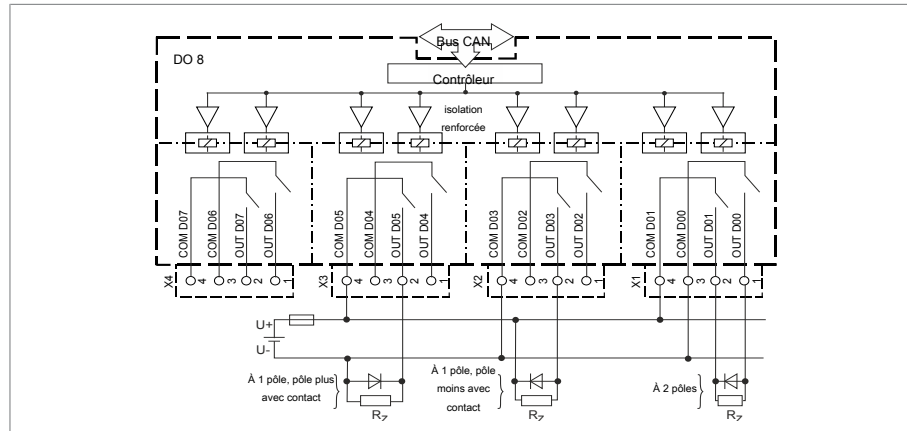 Bus CAN
DO 8
Contrôleur
isolation
renforcée
COM D07
COM D06
OUT D07
OUT D06
COM D05
COM D04
OUT D05
OUT D04
COM D03
COM D02
OUT D03
OUT D02
COM D01
COM D00
OUT D01
OUT D00
X4
4
3
2
1
X3
4
3
2
1
X2
4
3
2
1
X1
4
3
2
1
U+
U-
À 1 pôle, pôle plus
avec contact
RZ
À 1 pôle, pôle
moins avec
contact
RZ
À 2 pôles
RZ